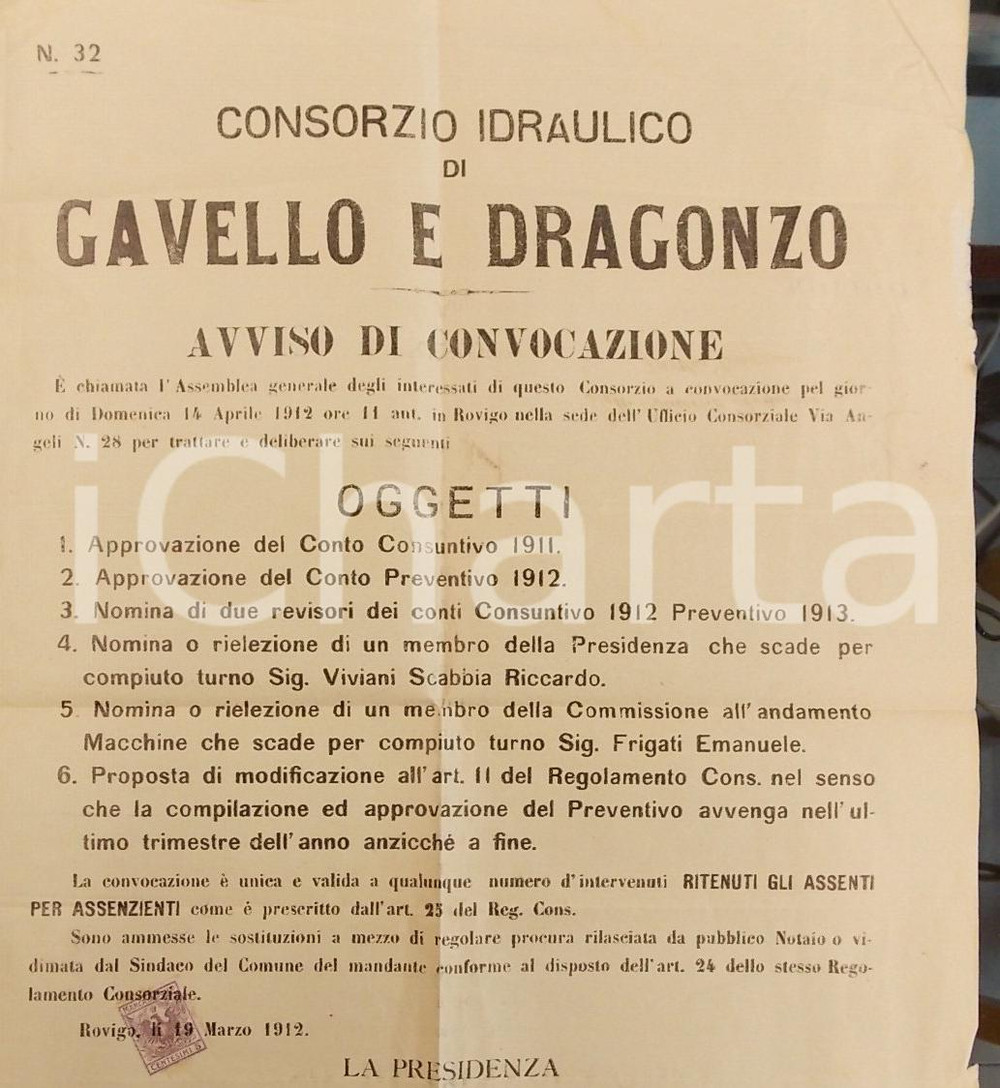 N. 32
CONSORZIO IDRAULICO
DI
GAVELLO E DRAGONZO
AVVISO DI CONVOCAZIONE
È chiamata l'Assemblea generale degli interessati di questo Consorzio a convocazione pel gior-
no di Domenica 14 Aprile 1912 ore 11 ant. in Rovigo nella sede dell'Ufficio Consorziale Via An-
geli N. 28 per trattare e deliberare sui seguenti
OGGETTI
1. Approvazione del Conto Consuntivo 1911.
2. Approvazione del Conto Preventivo 1912.
3. Nomina di due revisori dei conti Consuntivo 1912 Preventivo 1913.
4. Nomina o rielezione di un membro della Presidenza che scade per
compiuto turno Sig. Viviani Scabbia Riccardo.
5. Nomina o rielezione di un membro della Commissione all'andamento
Macchine che scade per compiuto turno Sig. Frigati Emanuele.
6. Proposta di modificazione all'art. 11 del Regolamento Cons. nel senso
che la compilazione ed approvazione del Preventivo avvenga nell'ul-
timo trimestre dell'anno anzicché a fine.
La convocazione è unica e valida a qualunque numero d'intervenuti RITENUTI GLI ASSENTI
PER ASSENZIENTI come é prescritto dall'art. 25 del Reg. Cons.
Sono ammesse le sostituzioni a mezzo di regolare procura rilasciata da pubblico Notaio o vi-
dimata dal Sindaco del Comune del mandante conforme al disposto dell'art. 24 dello stesso Rego-
lamento Consorziale.
Rovigo, li 19 Marzo 1912.
CENTESIMI 5
LA PRESIDENZA
iCharta